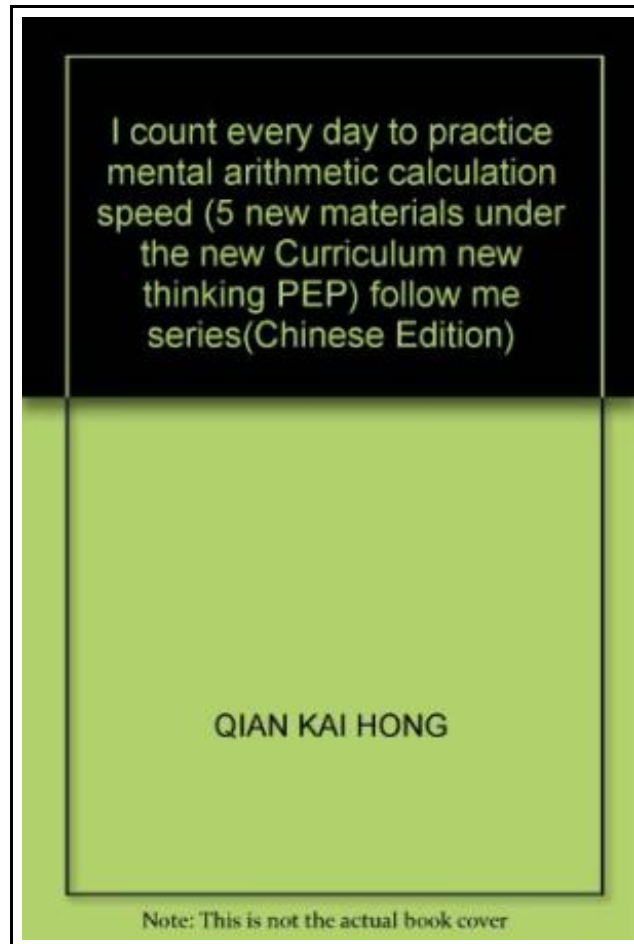 I count every day to practice
mental arithmetic calculation
speed (5 new materials under
the new Curriculum new
thinking PEP) follow me
series(Chinese Edition)
QIAN KAI HONG
Note: This is not the actual book cover